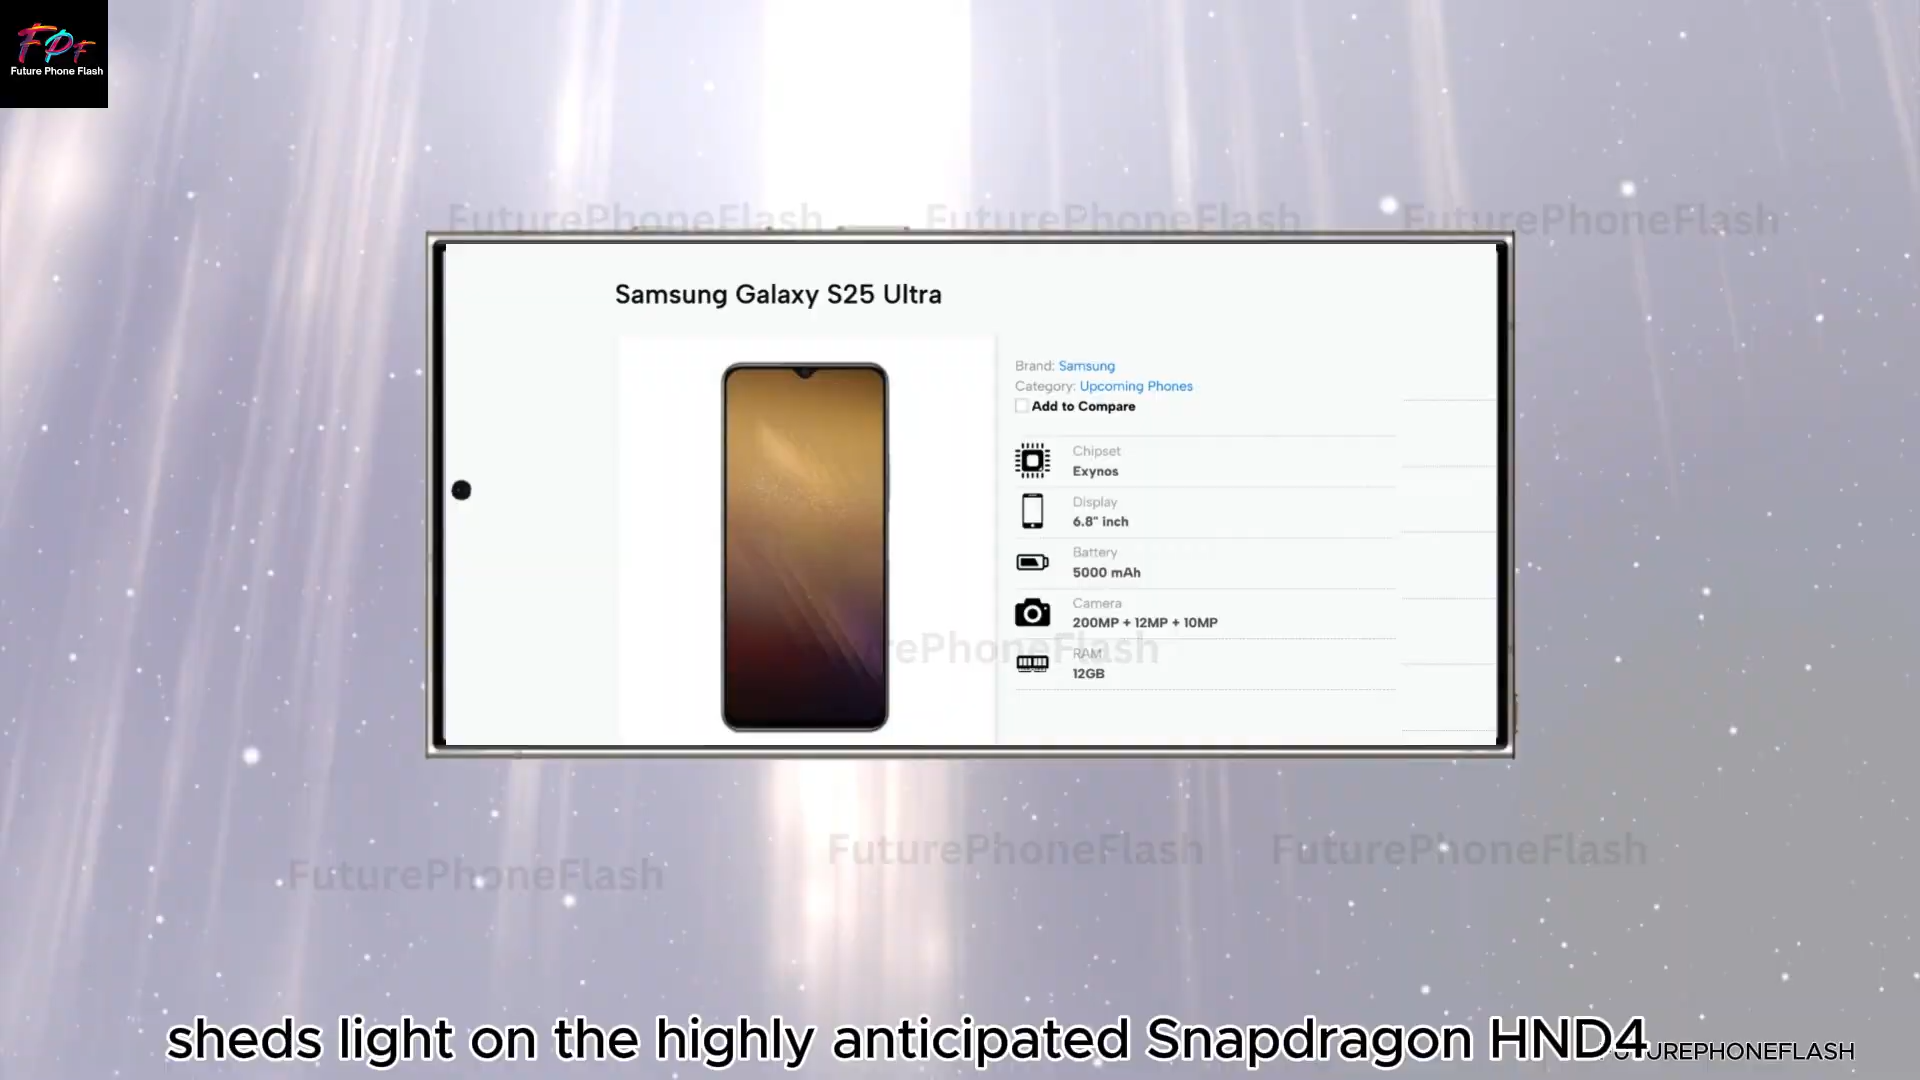 FPF
Future Phone Flash
FuturePhoneFlash FuturePhoneFlash FuturePhoneFlash
Samsung Galaxy S25 Ultra
Brand: Samsung
Category: Upcoming Phones
Add to Compare
Chipset
Exynos
Display
6.8" inch
Battery
5000 mAh
Camera
200MP + 12MP + 10MP
rePhoneFlash
RAM
12GB
FuturePhoneFlash FuturePhoneFlash
FuturePhoneFlash
sheds light on the highly anticipated Snapdragon HND4
FUTUREPHONEFLASH